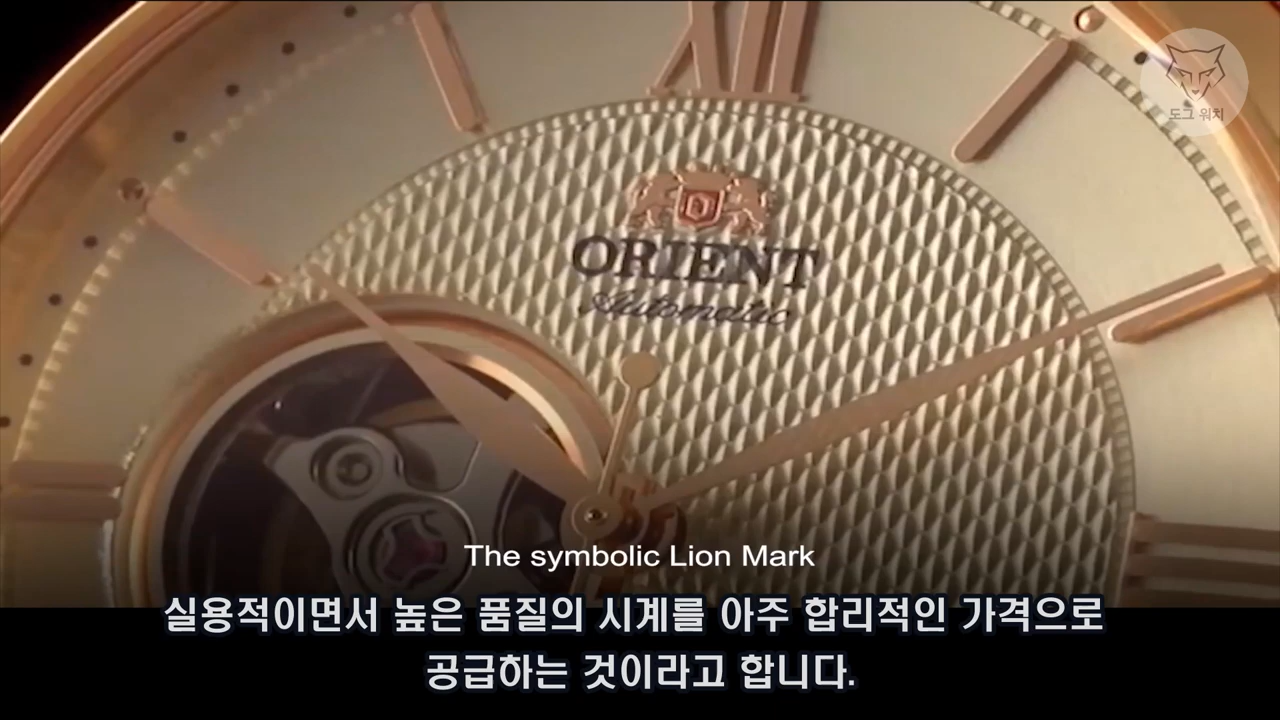 XII
도그 워치
ORIENT
Automatic
The symbolic Lion Mark
실용적이면서 높은 품질의 시계를 아주 합리적인 가격으로
공급하는 것이라고 합니다.